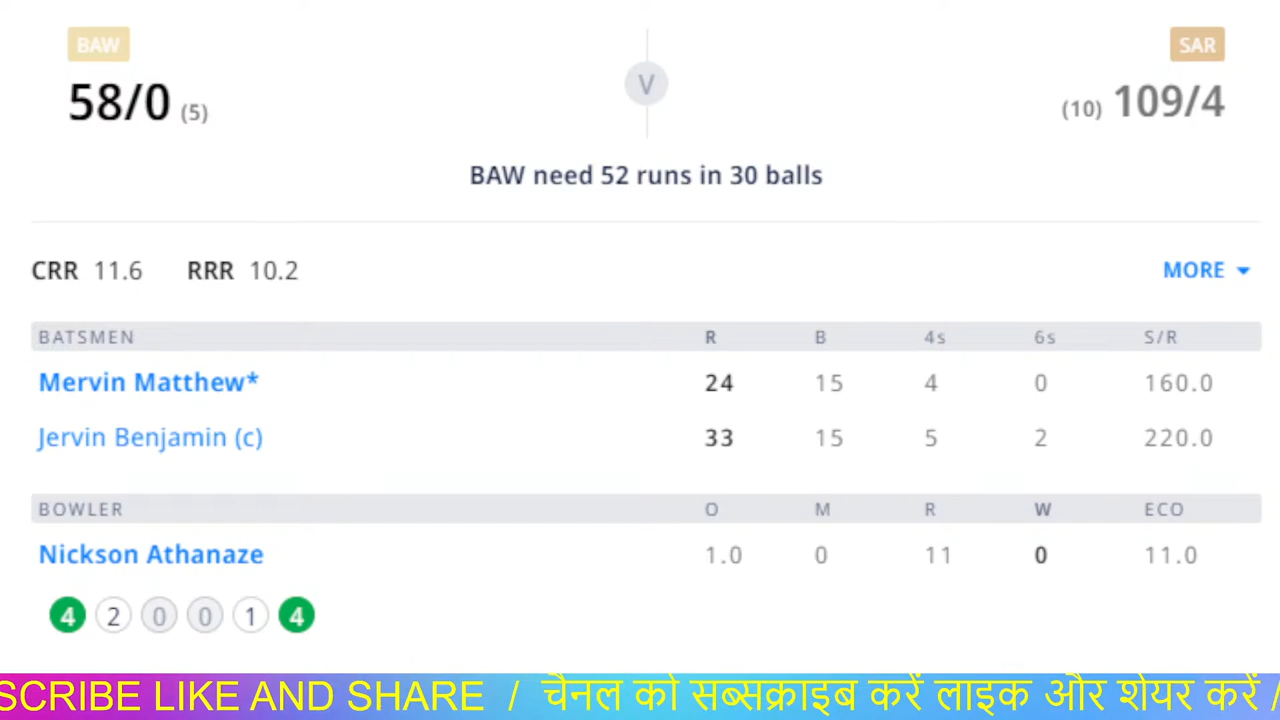 BAW
SAR
58/0 (5)
V
(10) 109/4
BAW need 52 runs in 30 balls
CRR 11.6 RRR 10.2
MORE
BATSMEN R B 4s 6s S/R
Mervin Matthew* 24 15 4 0 160.0
Jervin Benjamin (c) 33 15 5 2 220.0
BOWLER O M R W ECO
Nickson Athanaze 1.0 0 11 0 11.0
4 2 0 0 1 4
SCRIBE LIKE AND SHARE / चैनल को सब्सक्राइब करें लाइक और शेयर करें /